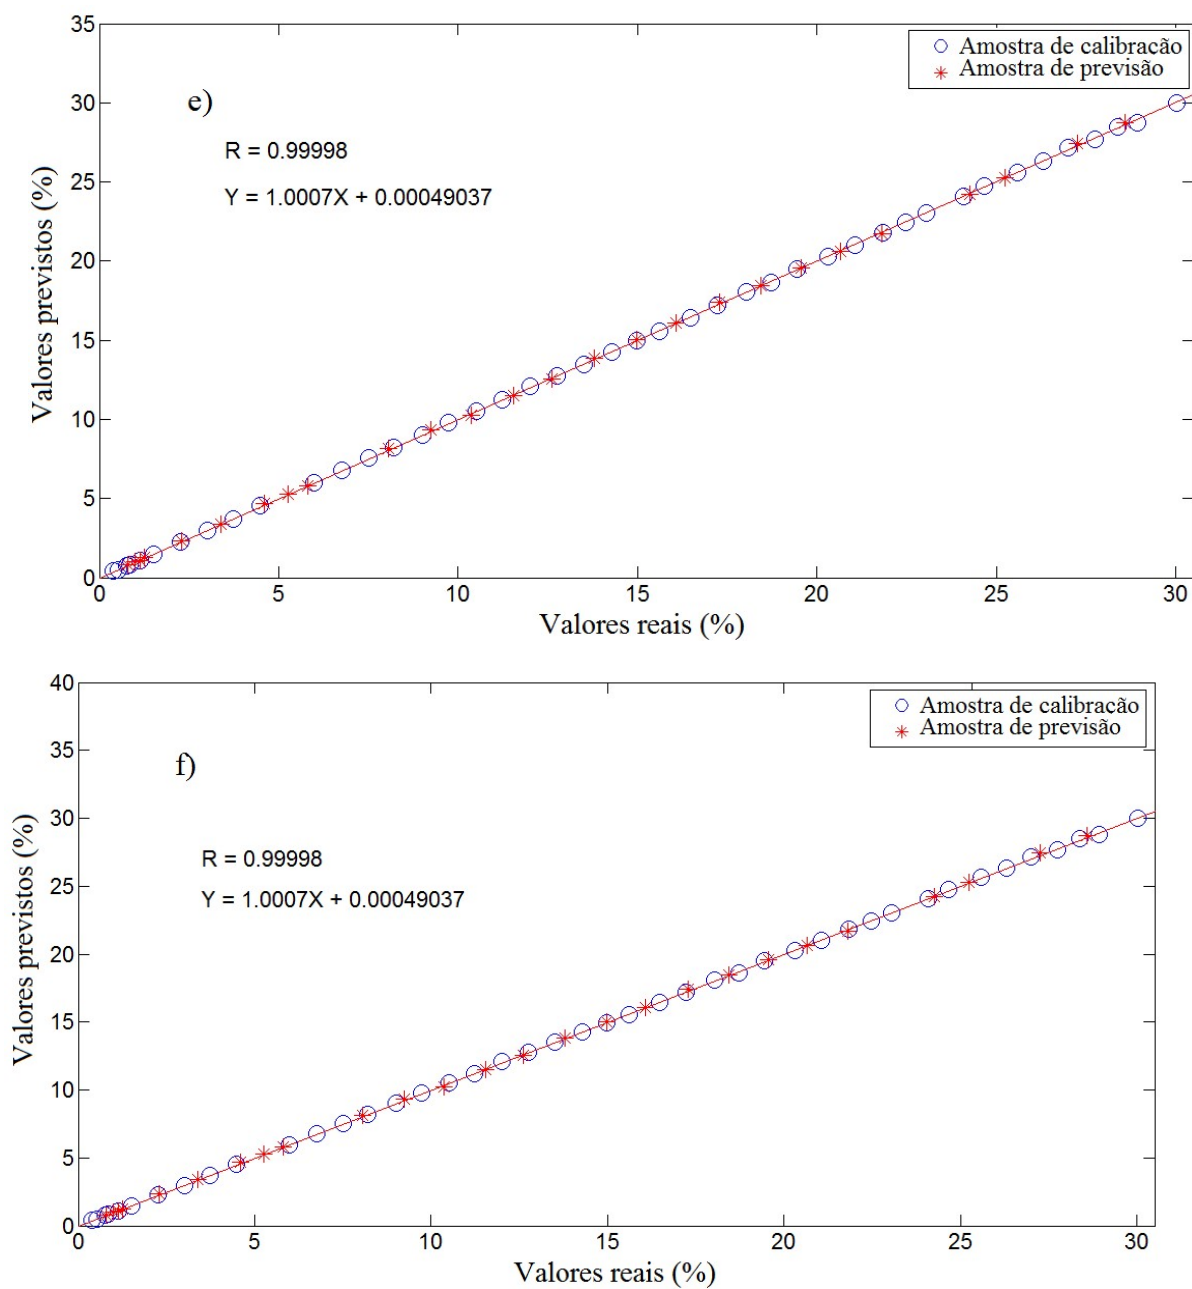 35
Amostra de calibração
Amostra de previsão
e)
30
R = 0.99998
Y = 1.0007X + 0.00049037
25
20
15
10
5
0
Valores previstos (%)
0 5 10 15 20 25 30
Valores reais (%)
40
Amostra de calibração
Amostra de previsão
35
f)
30
R = 0.99998
Y = 1.0007X + 0.00049037
25
20
15
10
5
0
Valores previstos (%)
0 5 10 15 20 25 30
Valores reais (%)